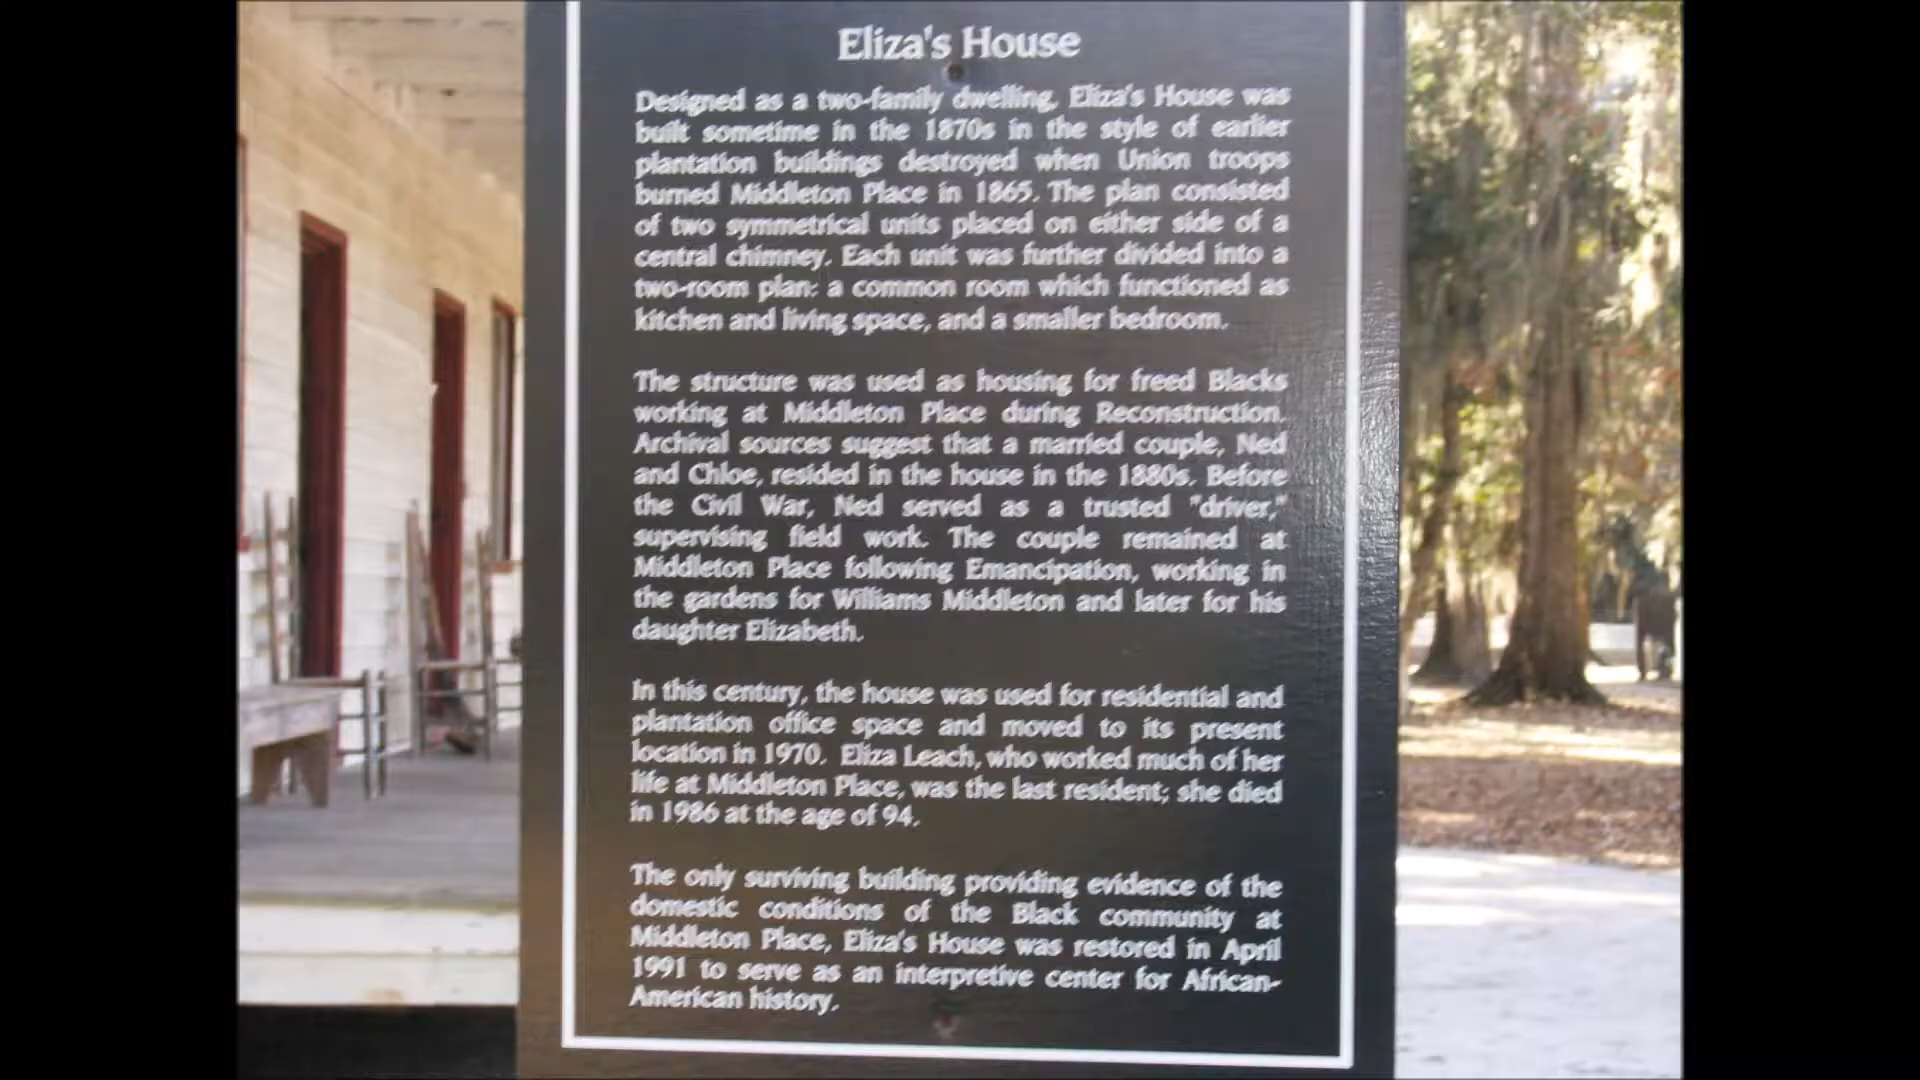 Eliza's House
Designed as a two-family dwelling, Eliza's House was
built sometime in the 1870s in the style of earlier
plantation buildings destroyed when Union troops
burned Middleton Place in 1865. The plan consisted
of two symmetrical units placed on either side of a
central chimney. Each unit was further divided into a
two-room plan: a common room which functioned as
kitchen and living space, and a smaller bedroom.
The structure was used as housing for freed Blacks
working at Middleton Place during Reconstruction.
Archival sources suggest that a married couple, Ned
and Chloe, resided in the house in the 1880s. Before
the Civil War, Ned served as a trusted "driver,"
supervising field work. The couple remained at
Middleton Place following Emancipation, working in
the gardens for Williams Middleton and later for his
daughter Elizabeth.
In this century, the house was used for residential and
plantation office space and moved to its present
location in 1970. Eliza Leach, who worked much of her
life at Middleton Place, was the last resident; she died
in 1986 at the age of 94.
The only surviving building providing evidence of the
domestic conditions of the Black community at
Middleton Place, Eliza's House was restored in April
1991 to serve as an interpretive center for African-
American history.